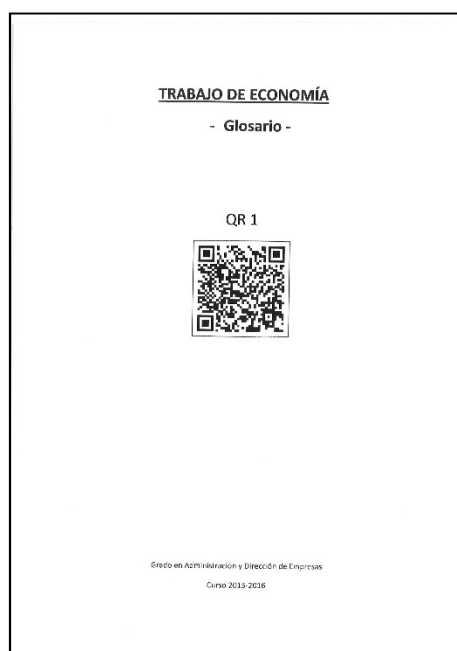 TRABAJO DE ECONOMÍA
- Glosario -
QR 1
Grado en Administración y Dirección de Empresas
Curso 2015-2016